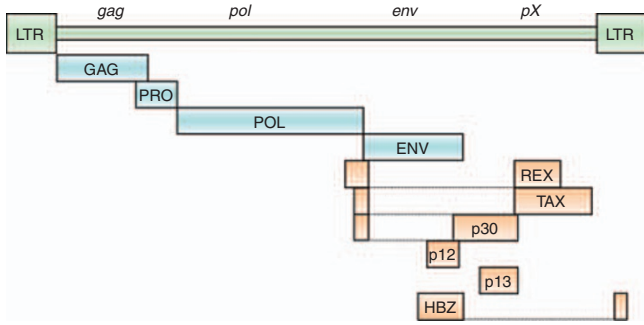 gag pol env pX
LTR LTR
GAG
PRO
POL
ENV
REX
TAX
p30
p12
p13
HBZ